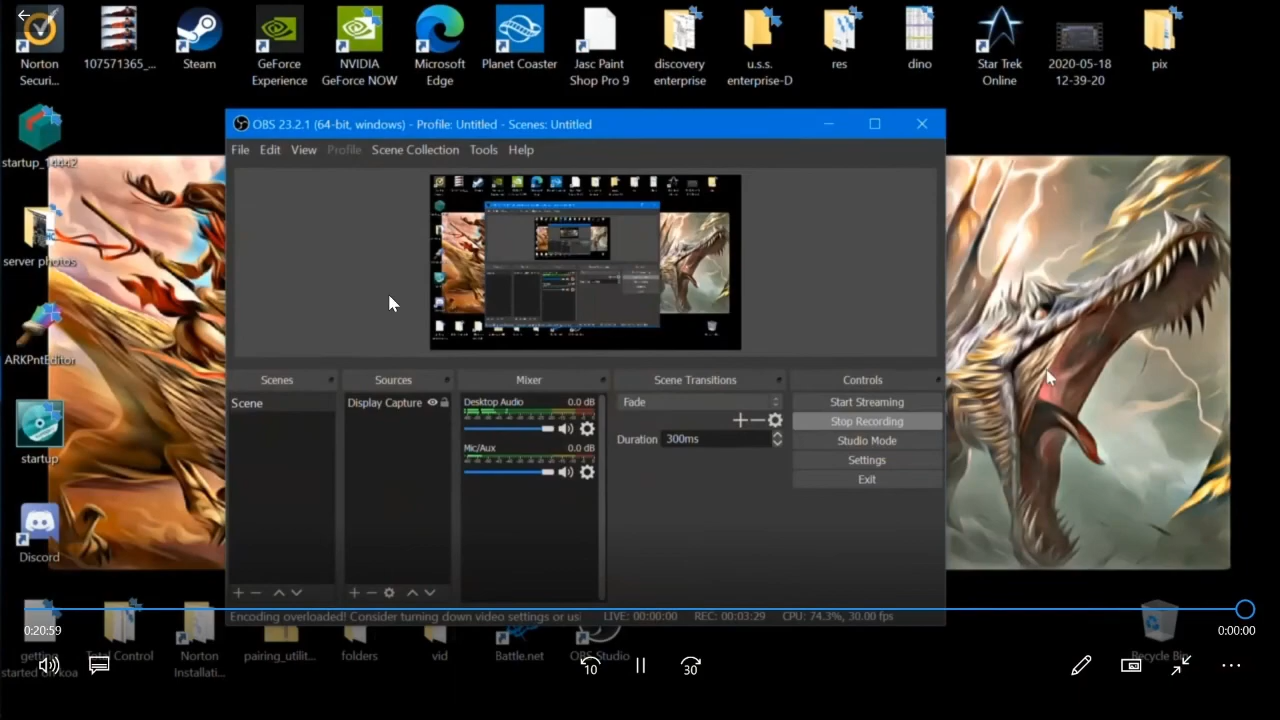 Norton
Securi...
107571365_...
Steam
GeForce
Experience
NVIDIA
GeForce NOW
Microsoft
Edge
Planet Coaster
Jasc Paint
Shop Pro 9
discovery
enterprise
u.s.s.
enterprise-D
res
dino
Star Trek
Online
2020-05-18
12-39-20
pix
OBS 23.2.1 (64-bit, windows) - Profile: Untitled - Scenes: Untitled
File Edit View Profile Scene Collection Tools Help
server photos
ARKPntEditor
startup
Discord
Scenes
Sources
Mixer
Scene Transitions
Controls
Scene
Display Capture
Desktop Audio 0.0 dB
Mic/Aux 0.0 dB
Fade
Duration 300ms
Start Streaming
Stop Recording
Studio Mode
Settings
Exit
Encoding overloaded! Consider turning down video settings or usi
LIVE: 00:00:00
REC: 00:03:29
CPU: 74.3%, 30.00 fps
0:20:59
0:00:00
getting
started on koa
Total Control
Norton
Installati...
pairing_utilit...
folders
vid
Battle.net
OBS Studio
Recycle Bin
10
30